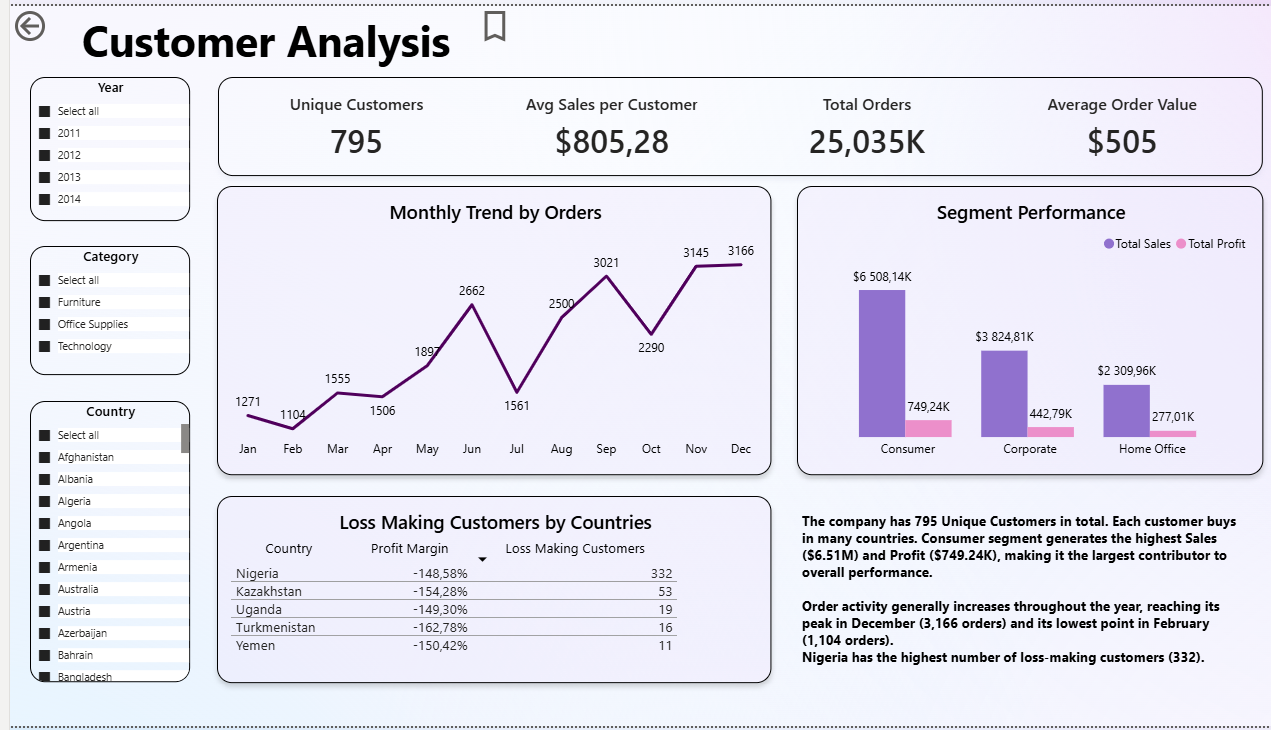 Customer Analysis
Year
Select all
2011
2012
2013
2014
Category
Select all
Furniture
Office Supplies
Technology
Country
Select all
Afghanistan
Albania
Algeria
Angola
Argentina
Armenia
Australia
Austria
Azerbaijan
Bahrain
Bangladesh
Unique Customers
795
Avg Sales per Customer
$805,28
Total Orders
25,035K
Average Order Value
$505
Monthly Trend by Orders
1271
1104
1555
1506
1897
2662
1561
2500
3021
2290
3145
3166
Jan Feb Mar Apr May Jun Jul Aug Sep Oct Nov Dec
Segment Performance
Total Sales Total Profit
$6 508,14K
749,24K
$3 824,81K
442,79K
$2 309,96K
277,01K
Consumer Corporate Home Office
Loss Making Customers by Countries
Country Profit Margin Loss Making Customers
Nigeria -148,58% 332
Kazakhstan -154,28% 53
Uganda -149,30% 19
Turkmenistan -162,78% 16
Yemen -150,42% 11
The company has 795 Unique Customers in total. Each customer buys
in many countries. Consumer segment generates the highest Sales
($6.51M) and Profit ($749.24K), making it the largest contributor to
overall performance.
Order activity generally increases throughout the year, reaching its
peak in December (3,166 orders) and its lowest point in February
(1,104 orders).
Nigeria has the highest number of loss-making customers (332).